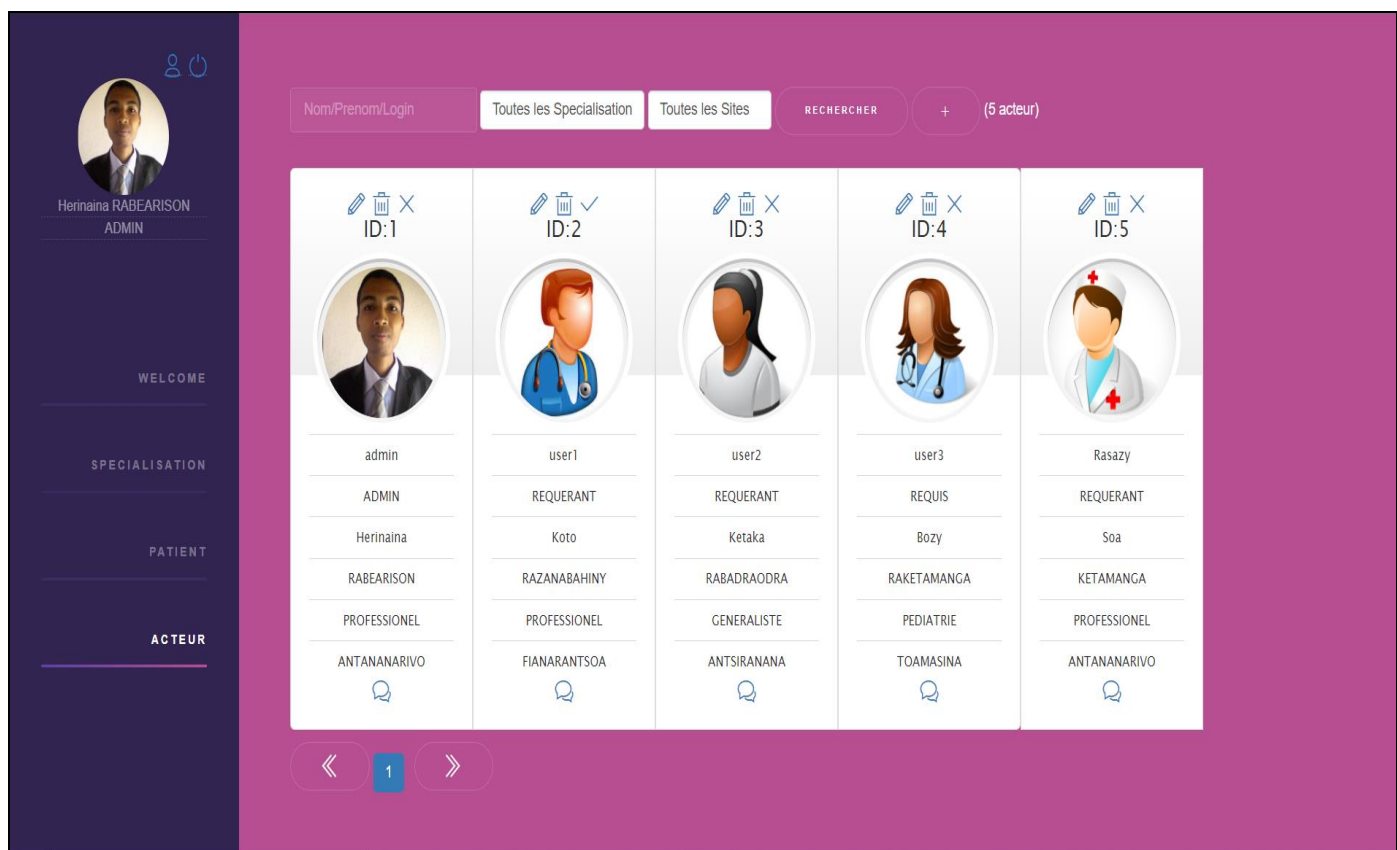 Herinaina RABEARISON
ADMIN
WELCOME
SPECIALISATION
PATIENT
ACTEUR
Nom/Prenom/Login Toutes les Specialisation Toutes les Sites RECHERCHER + (5 acteur)
ID:1 ID:2 ID:3 ID:4 ID:5
admin user1 user2 user3 Rasazy
ADMIN REQUERANT REQUERANT REQUIS REQUERANT
Herinaina Koto Ketaka Bozy Soa
RABEARISON RAZANABAHINY RABADRAODRA RAKETAMANGA KETAMANGA
PROFESSIONEL PROFESSIONEL GENERALISTE PEDIATRIE PROFESSIONEL
ANTANANARIVO FIANARANTSOA ANTSIRANANA TOAMASINA ANTANANARIVO
1